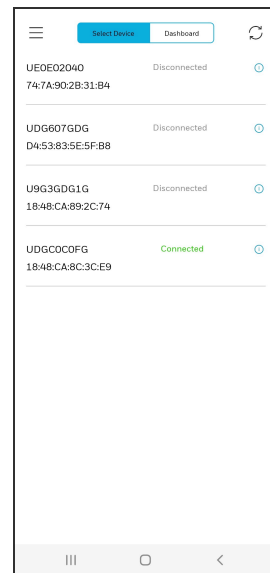 Select Device Dashboard
UE0E02040 Disconnected
74:7A:90:2B:31:B4
UDG607GDG Disconnected
D4:53:83:5E:5F:B8
U9G3GDG1G Disconnected
18:48:CA:89:2C:74
UDGC0C0FG Connected
18:48:CA:8C:3C:E9